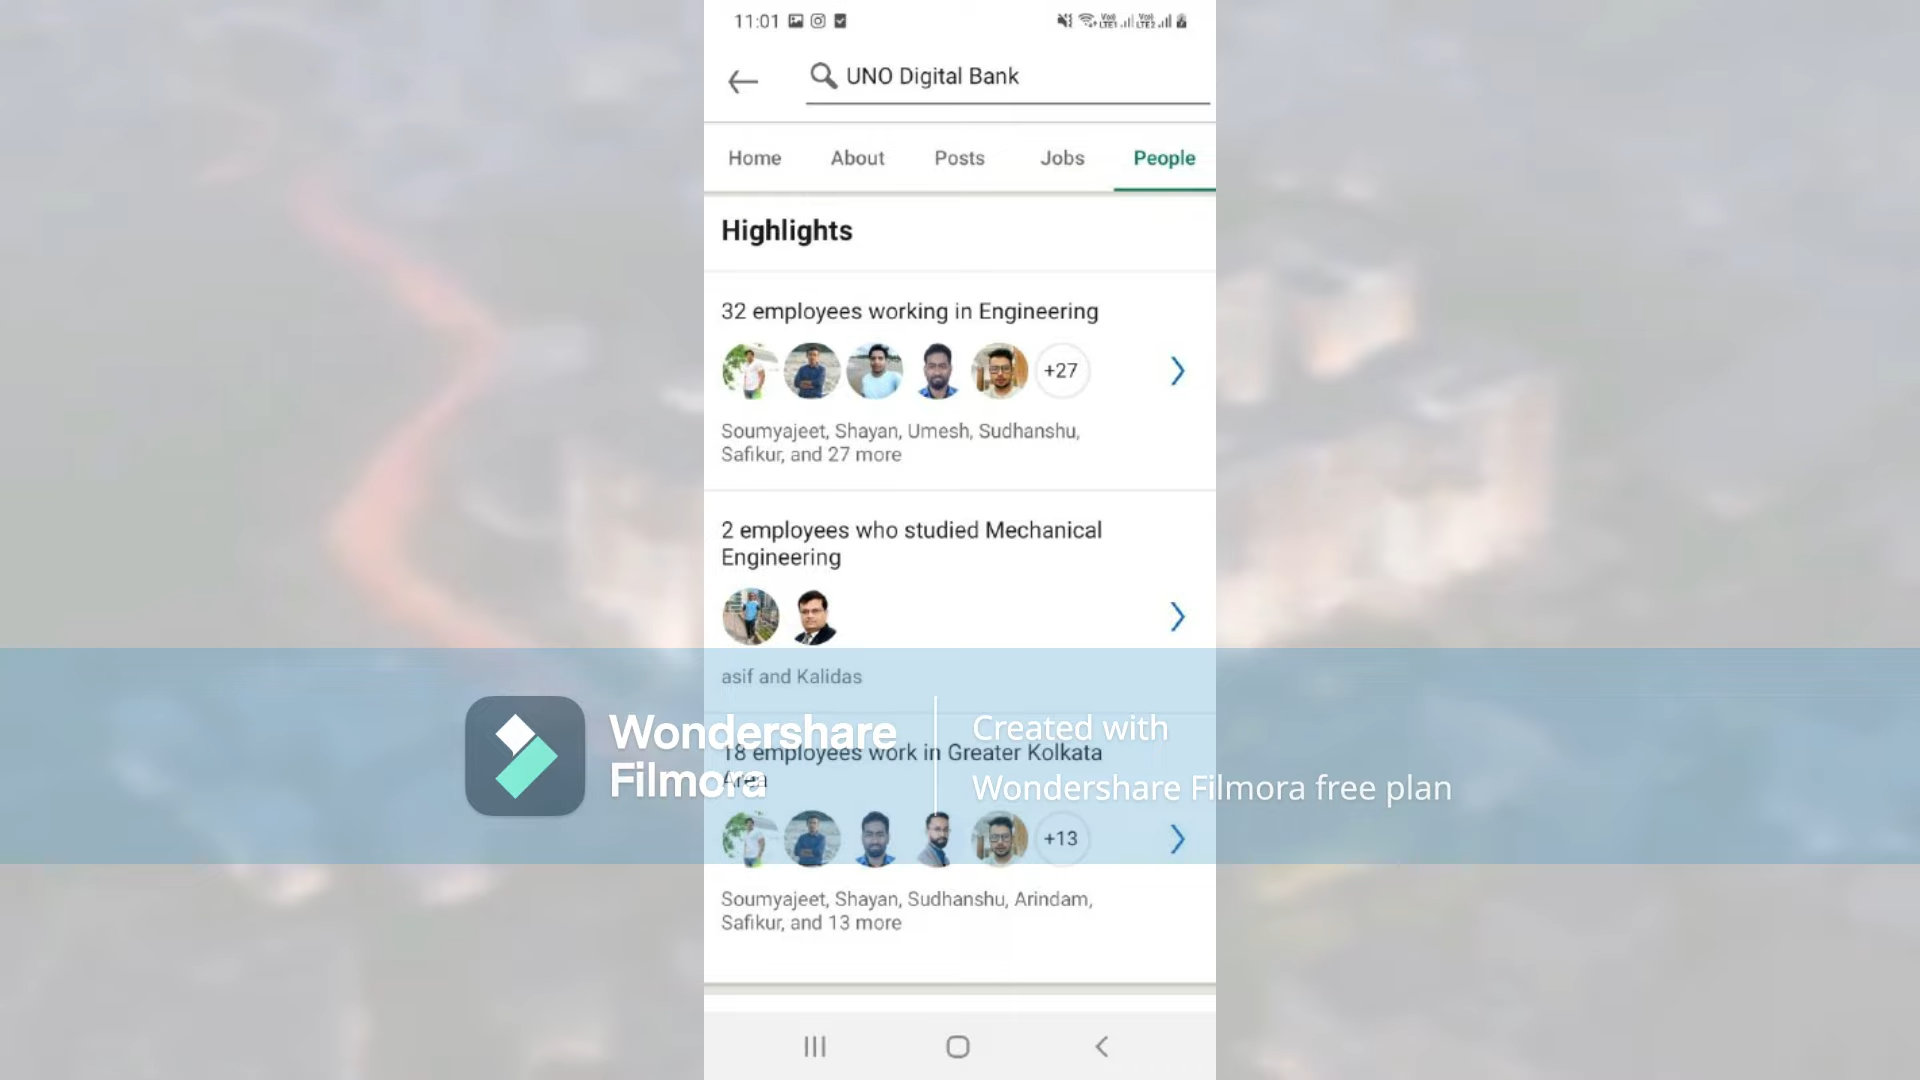 11:01
UNO Digital Bank
Home About Posts Jobs People
Highlights
32 employees working in Engineering
+27
Soumyajeet, Shayan, Umesh, Sudhanshu,
Safikur, and 27 more
2 employees who studied Mechanical
Engineering
asif and Kalidas
18 employees work in Greater Kolkata
Area
+13
Soumyajeet, Shayan, Sudhanshu, Arindam,
Safikur, and 13 more
Wondershare
Filmora
Created with
Wondershare Filmora free plan